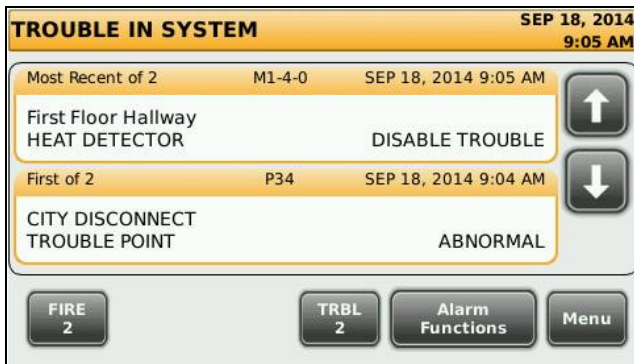 TROUBLE IN SYSTEM
SEP 18, 2014
9:05 AM
Most Recent of 2 M1-4-0 SEP 18, 2014 9:05 AM
First Floor Hallway
HEAT DETECTOR DISABLE TROUBLE
First of 2 P34 SEP 18, 2014 9:04 AM
CITY DISCONNECT
TROUBLE POINT ABNORMAL
FIRE
2
TRBL
2
Alarm
Functions
Menu